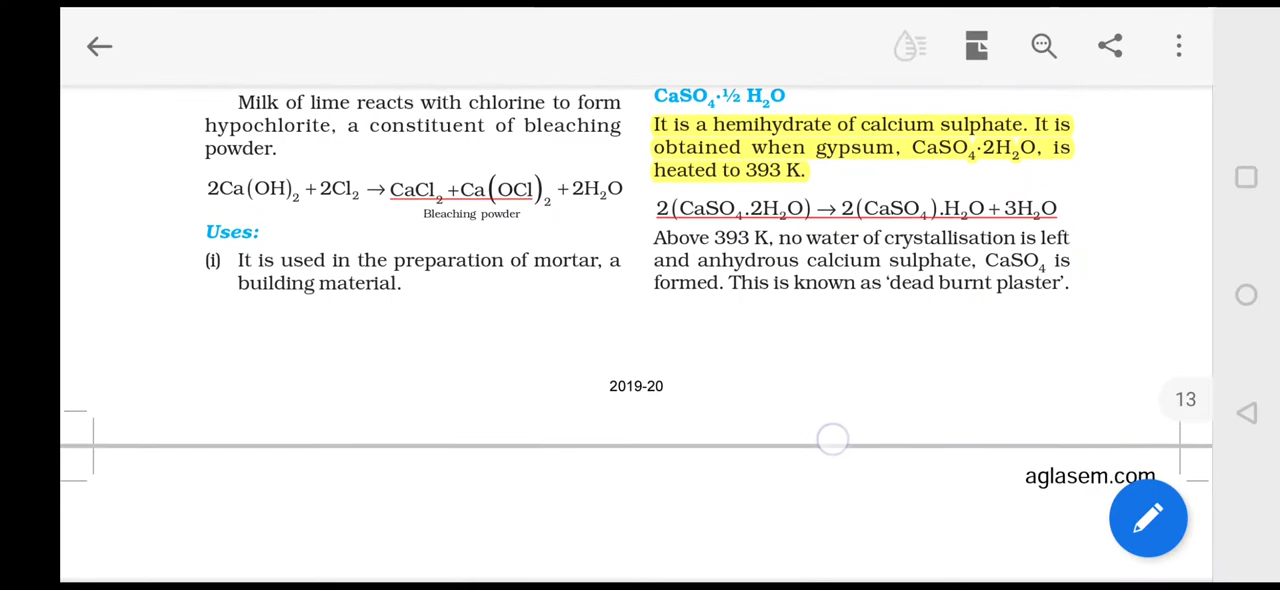 Milk of lime reacts with chlorine to form
hypochlorite, a constituent of bleaching
powder.
2Ca(OH)₂ + 2Cl₂ → CaCl₂ + Ca(OCl)₂ + 2H₂O
Bleaching powder
Uses:
(i) It is used in the preparation of mortar, a
building material.
CaSO₄·½ H₂O
It is a hemihydrate of calcium sulphate. It is
obtained when gypsum, CaSO₄·2H₂O, is
heated to 393 K.
2(CaSO₄.2H₂O) → 2(CaSO₄).H₂O + 3H₂O
Above 393 K, no water of crystallisation is left
and anhydrous calcium sulphate, CaSO₄ is
formed. This is known as ‘dead burnt plaster’.
2019-20
13
aglasem.com